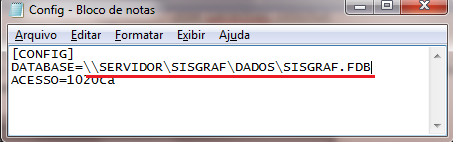 Config - Bloco de notas
Arquivo Editar Formatar Exibir Ajuda
[CONFIG]
DATABASE=\\SERVIDOR\SISGRAF\DADOS\SISGRAF.FDB
ACESSO=1020ca